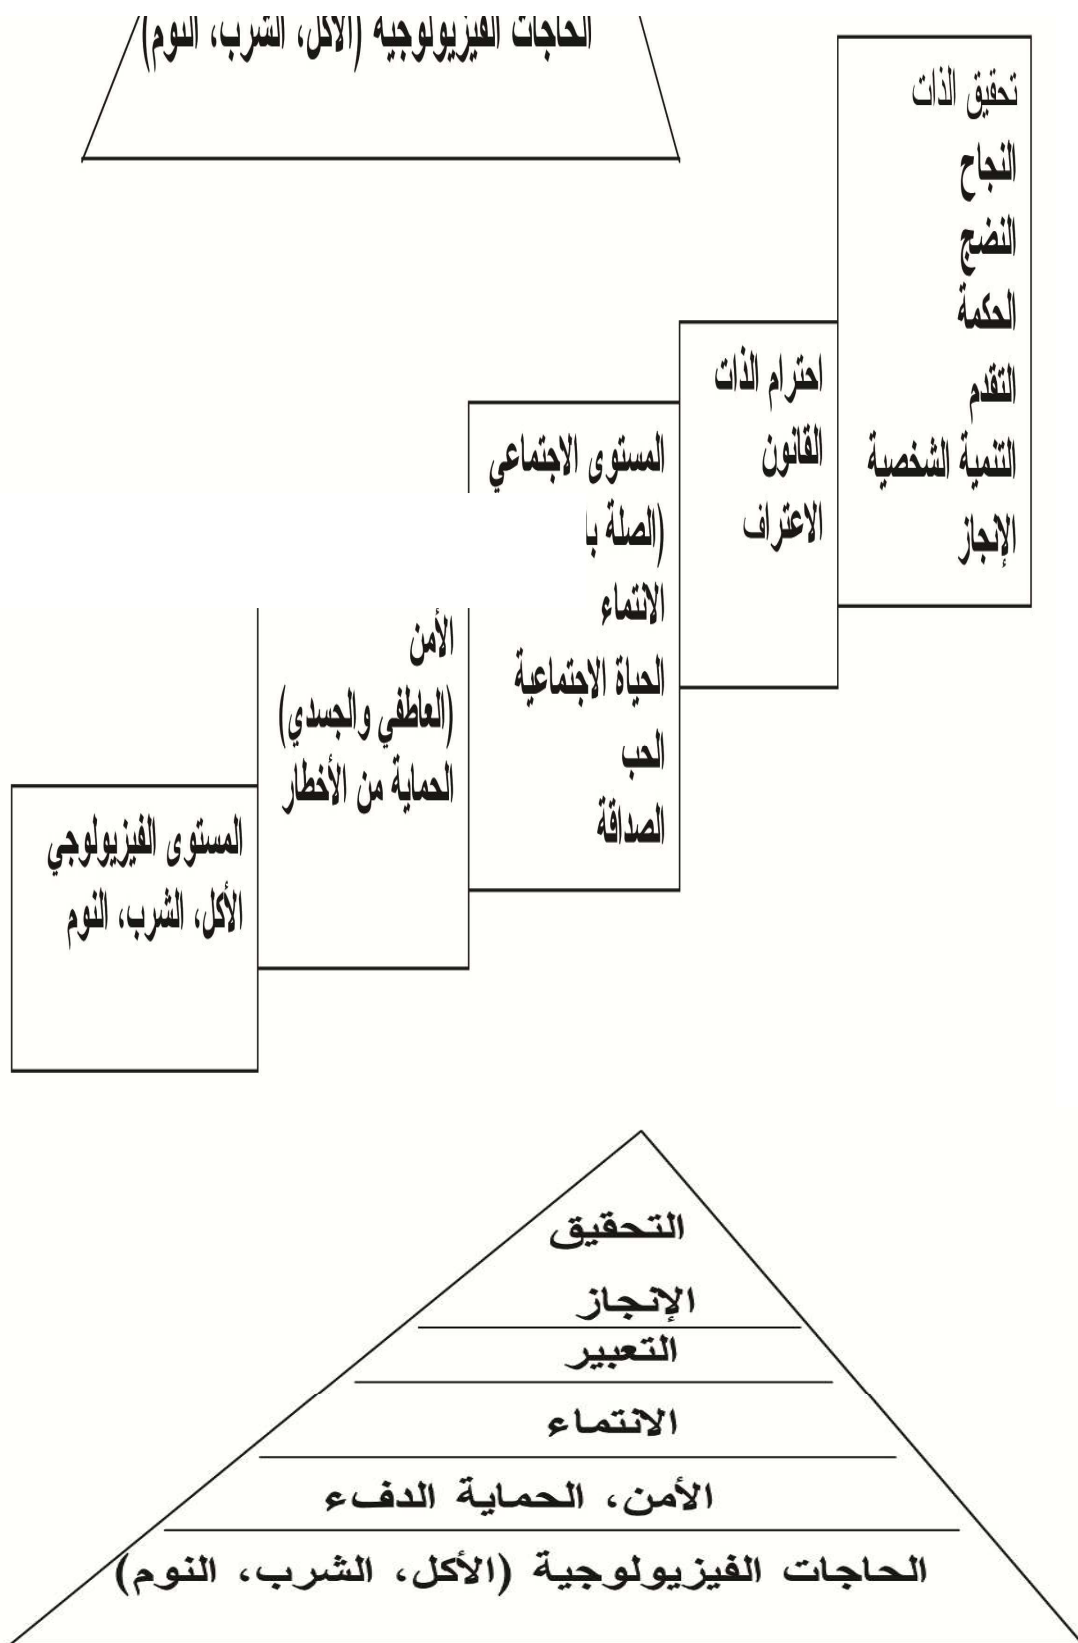 الحاجات الفيزيولوجية (الأكل، الشرب، النوم)
تحقيق الذات
النجاح
النضج
الحكمة
التقدم
التنمية الشخصية
الإنجاز
احترام الذات
القانون
الاعتراف
المستوى الاجتماعي
(الصلة با
الانتماء
الحياة الاجتماعية
الحب
الصداقة
الأمن
(العاطفي والجسدي)
الحماية من الأخطار
المستوى الفيزيولوجي
الأكل، الشرب، النوم
التحقيق
الإنجاز
التعبير
الانتماء
الأمن، الحماية الدفء
الحاجات الفيزيولوجية (الأكل، الشرب، النوم)